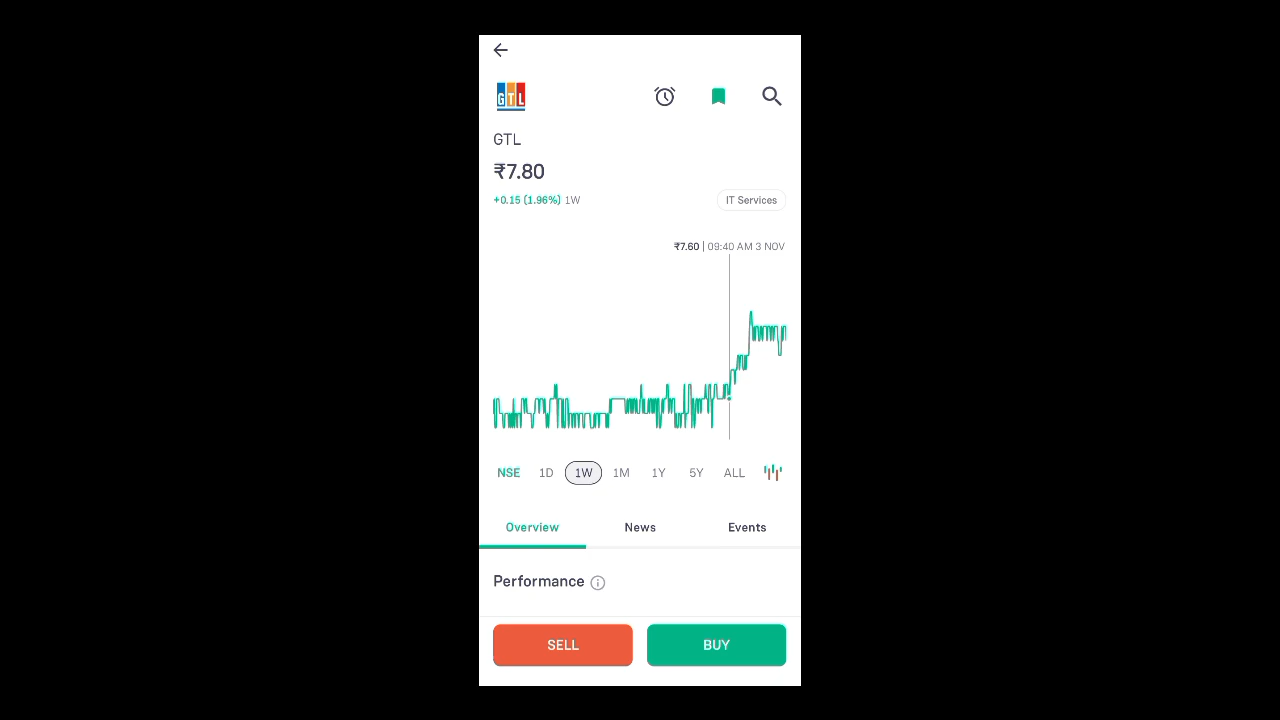 GTL
GTL
₹7.80
+0.15 (1.96%) 1W
IT Services
₹7.60 | 09:40 AM 3 NOV
NSE 1D 1W 1M 1Y 5Y ALL
Overview News Events
Performance
SELL BUY